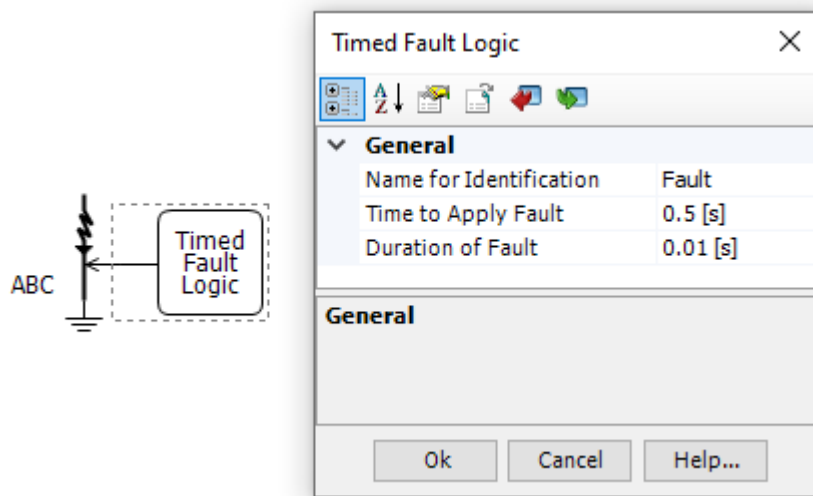 Timed Fault Logic
General
Name for Identification Fault
Time to Apply Fault 0.5 [s]
Duration of Fault 0.01 [s]
ABC
Timed
Fault
Logic
General
Ok Cancel Help...